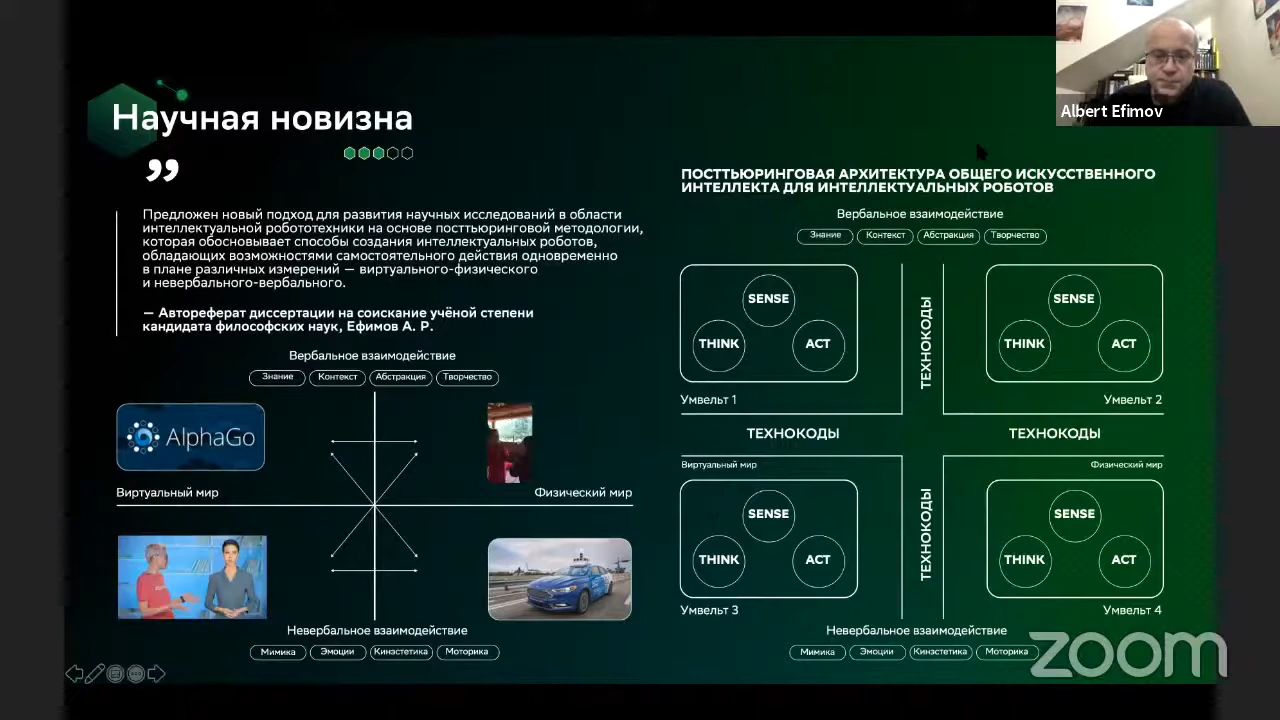 Albert Efimov
Научная новизна
”
Предложен новый подход для развития научных исследований в области
интеллектуальной робототехники на основе посттьюринговой методологии,
которая обосновывает способы создания интеллектуальных роботов,
обладающих возможностями самостоятельного действия одновременно
в плане различных измерений — виртуального-физического
и невербального-вербального.
— Автореферат диссертации на соискание учёной степени
кандидата философских наук, Ефимов А. Р.
Вербальное взаимодействие
Знание Контекст Абстракция Творчество
AlphaGo
Виртуальный мир Физический мир
Невербальное взаимодействие
Мимика Эмоции Кинэстетика Моторика
ПОСТТЬЮРИНГОВАЯ АРХИТЕКТУРА ОБЩЕГО ИСКУССТВЕННОГО
ИНТЕЛЛЕКТА ДЛЯ ИНТЕЛЛЕКТУАЛЬНЫХ РОБОТОВ
Вербальное взаимодействие
Знание Контекст Абстракция Творчество
SENSE
THINK ACT
Умвельт 1
ТЕХНОКОДЫ
SENSE
THINK ACT
Умвельт 2
ТЕХНОКОДЫ ТЕХНОКОДЫ
Виртуальный мир Физический мир
SENSE
THINK ACT
Умвельт 3
ТЕХНОКОДЫ
SENSE
THINK ACT
Умвельт 4
Невербальное взаимодействие
Мимика Эмоции Кинэстетика Моторика
zoom